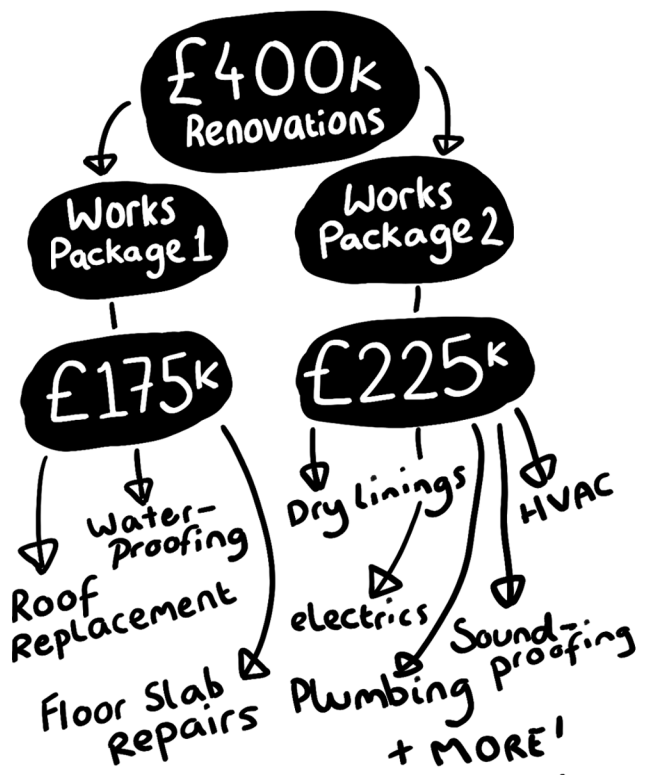 £400K
Renovations
Works
Package 1
Works
Package 2
£175K
£225K
Water-
Proofing
Roof
Replacement
Floor Slab
Repairs
Dry linings
HVAC
electrics
Sound-
proofing
Plumbing
+ MORE!